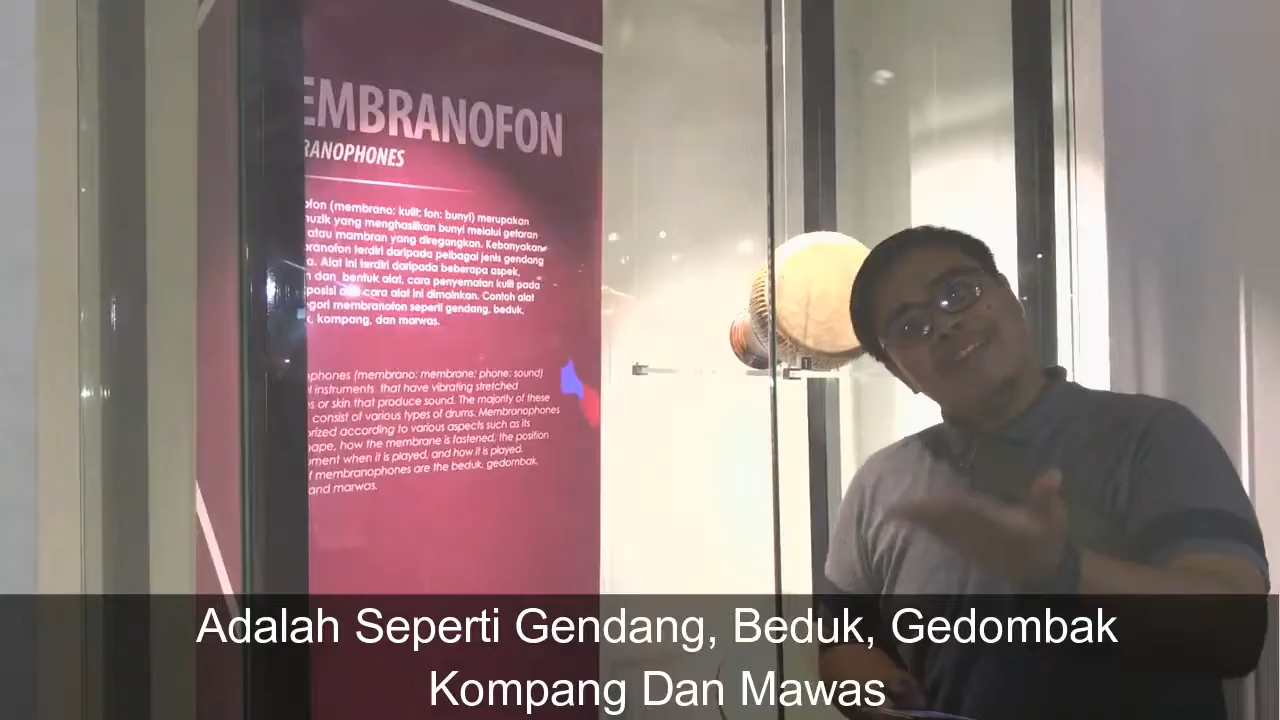 EMBRANOFON
RANOPHONES
ofon (membrano: kulit; fon: bunyi) merupakan
muzik yang menghasilkan bunyi melalui getaran
atau mambran yang diregangkan. Kebanyakan
branofon terdiri daripada pelbagai jenis gendang
a. Alat ini terdiri daripada beberapa aspek,
n dan bentuk alat, cara penyematan kulit pada
posisi dan cara alat ini dimainkan. Contoh alat
egori membranofon seperti gendang, beduk,
k, kompang, dan marwas.
ophones (membrano: membrane; phone: sound)
l instruments that have vibrating stretched
s or skin that produce sound. The majority of these
consist of various types of drums. Membranophones
orized according to various aspects such as its
hape, how the membrane is fastened, the position
ument when it is played, and how it is played.
f membranophones are the beduk, gedombak,
and marwas.
Adalah Seperti Gendang, Beduk, Gedombak
Kompang Dan Mawas